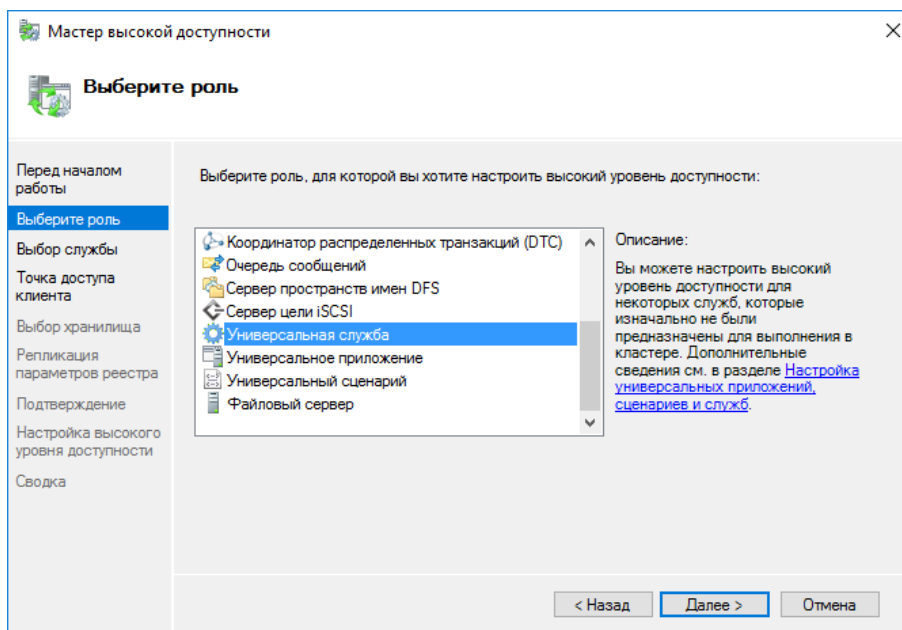 Мастер высокой доступности
Выберите роль
Перед началом
работы
Выберите роль
Выбор службы
Точка доступа
клиента
Выбор хранилища
Репликация
параметров реестра
Подтверждение
Настройка высокого
уровня доступности
Сводка
Выберите роль, для которой вы хотите настроить высокий уровень доступности:
Координатор распределенных транзакций (DTC)
Очередь сообщений
Сервер пространств имен DFS
Сервер цели iSCSI
Универсальная служба
Универсальное приложение
Универсальный сценарий
Файловый сервер
Описание:
Вы можете настроить высокий
уровень доступности для
некоторых служб, которые
изначально не были
предназначены для выполнения в
кластере. Дополнительные
сведения см. в разделе Настройка
универсальных приложений,
сценариев и служб.
< Назад
Далее >
Отмена